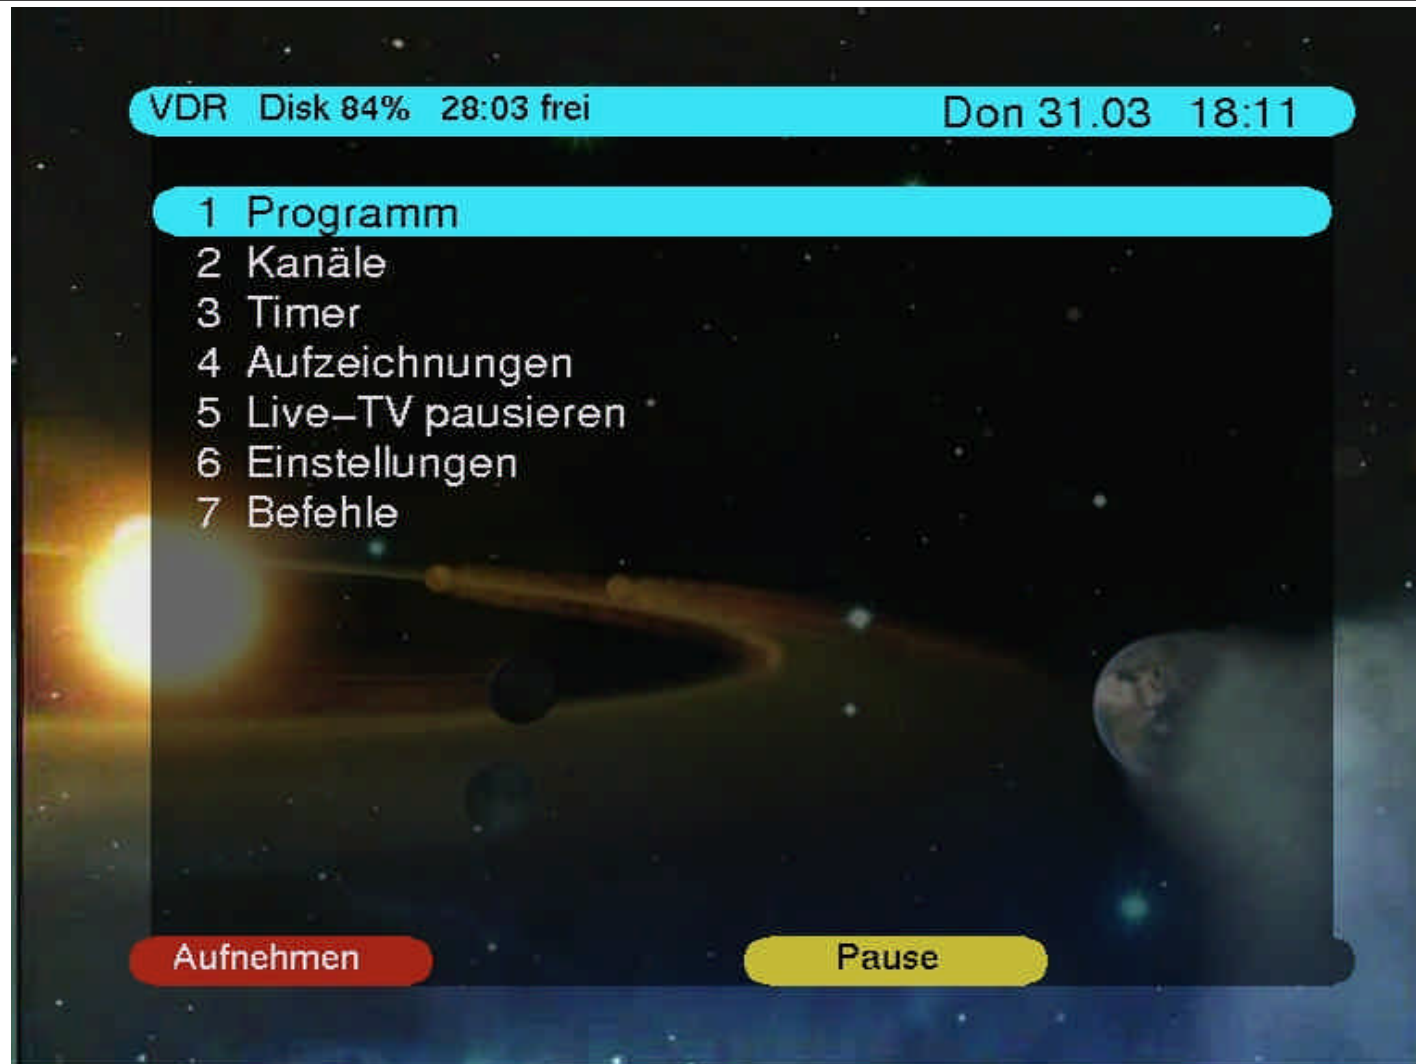 VDR Disk 84% 28:03 frei Don 31.03 18:11
1 Programm
2 Kanäle
3 Timer
4 Aufzeichnungen
5 Live–TV pausieren
6 Einstellungen
7 Befehle
Aufnehmen Pause